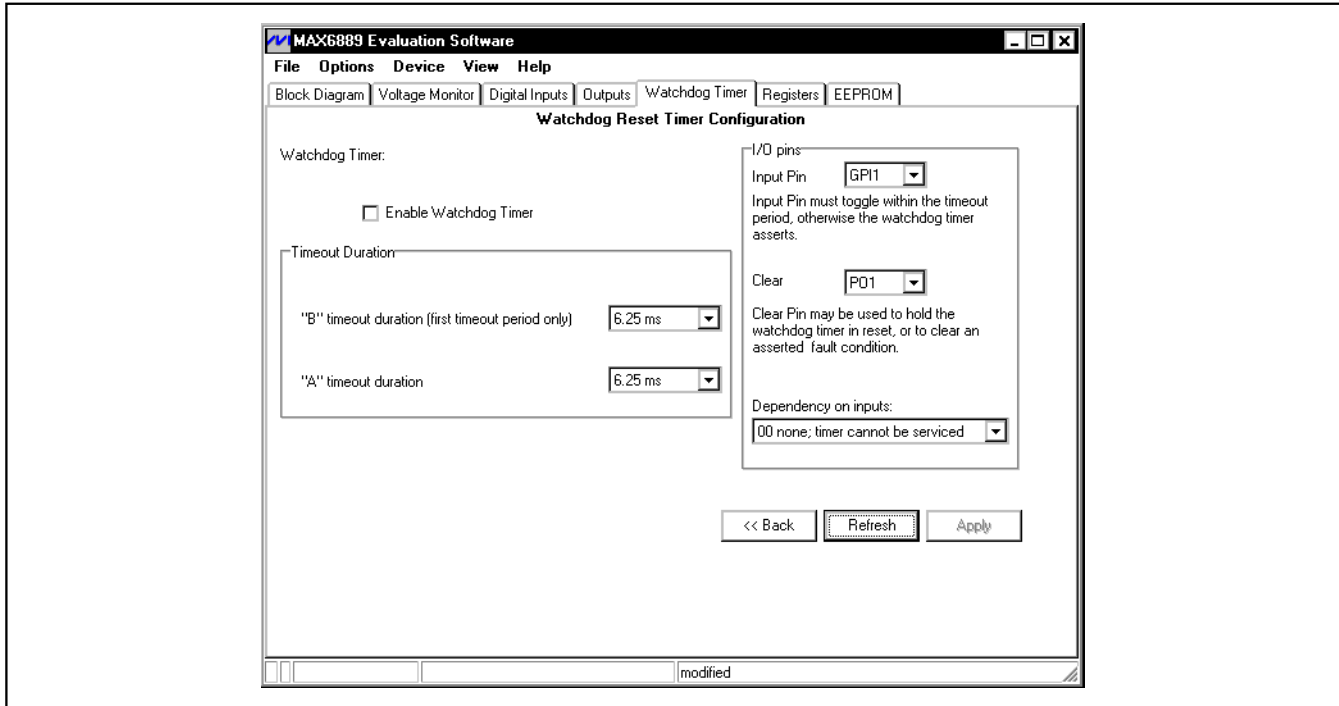 MAX6889 Evaluation Software
File Options Device View Help
Block Diagram Voltage Monitor Digital Inputs Outputs Watchdog Timer Registers EEPROM
Watchdog Reset Timer Configuration
Watchdog Timer:
Enable Watchdog Timer
Timeout Duration
"B" timeout duration (first timeout period only) 6.25 ms
"A" timeout duration 6.25 ms
I/O pins
Input Pin GPI1
Input Pin must toggle within the timeout
period, otherwise the watchdog timer
asserts.
Clear PO1
Clear Pin may be used to hold the
watchdog timer in reset, or to clear an
asserted fault condition.
Dependency on inputs:
00 none; timer cannot be serviced
<< Back Refresh Apply
modified